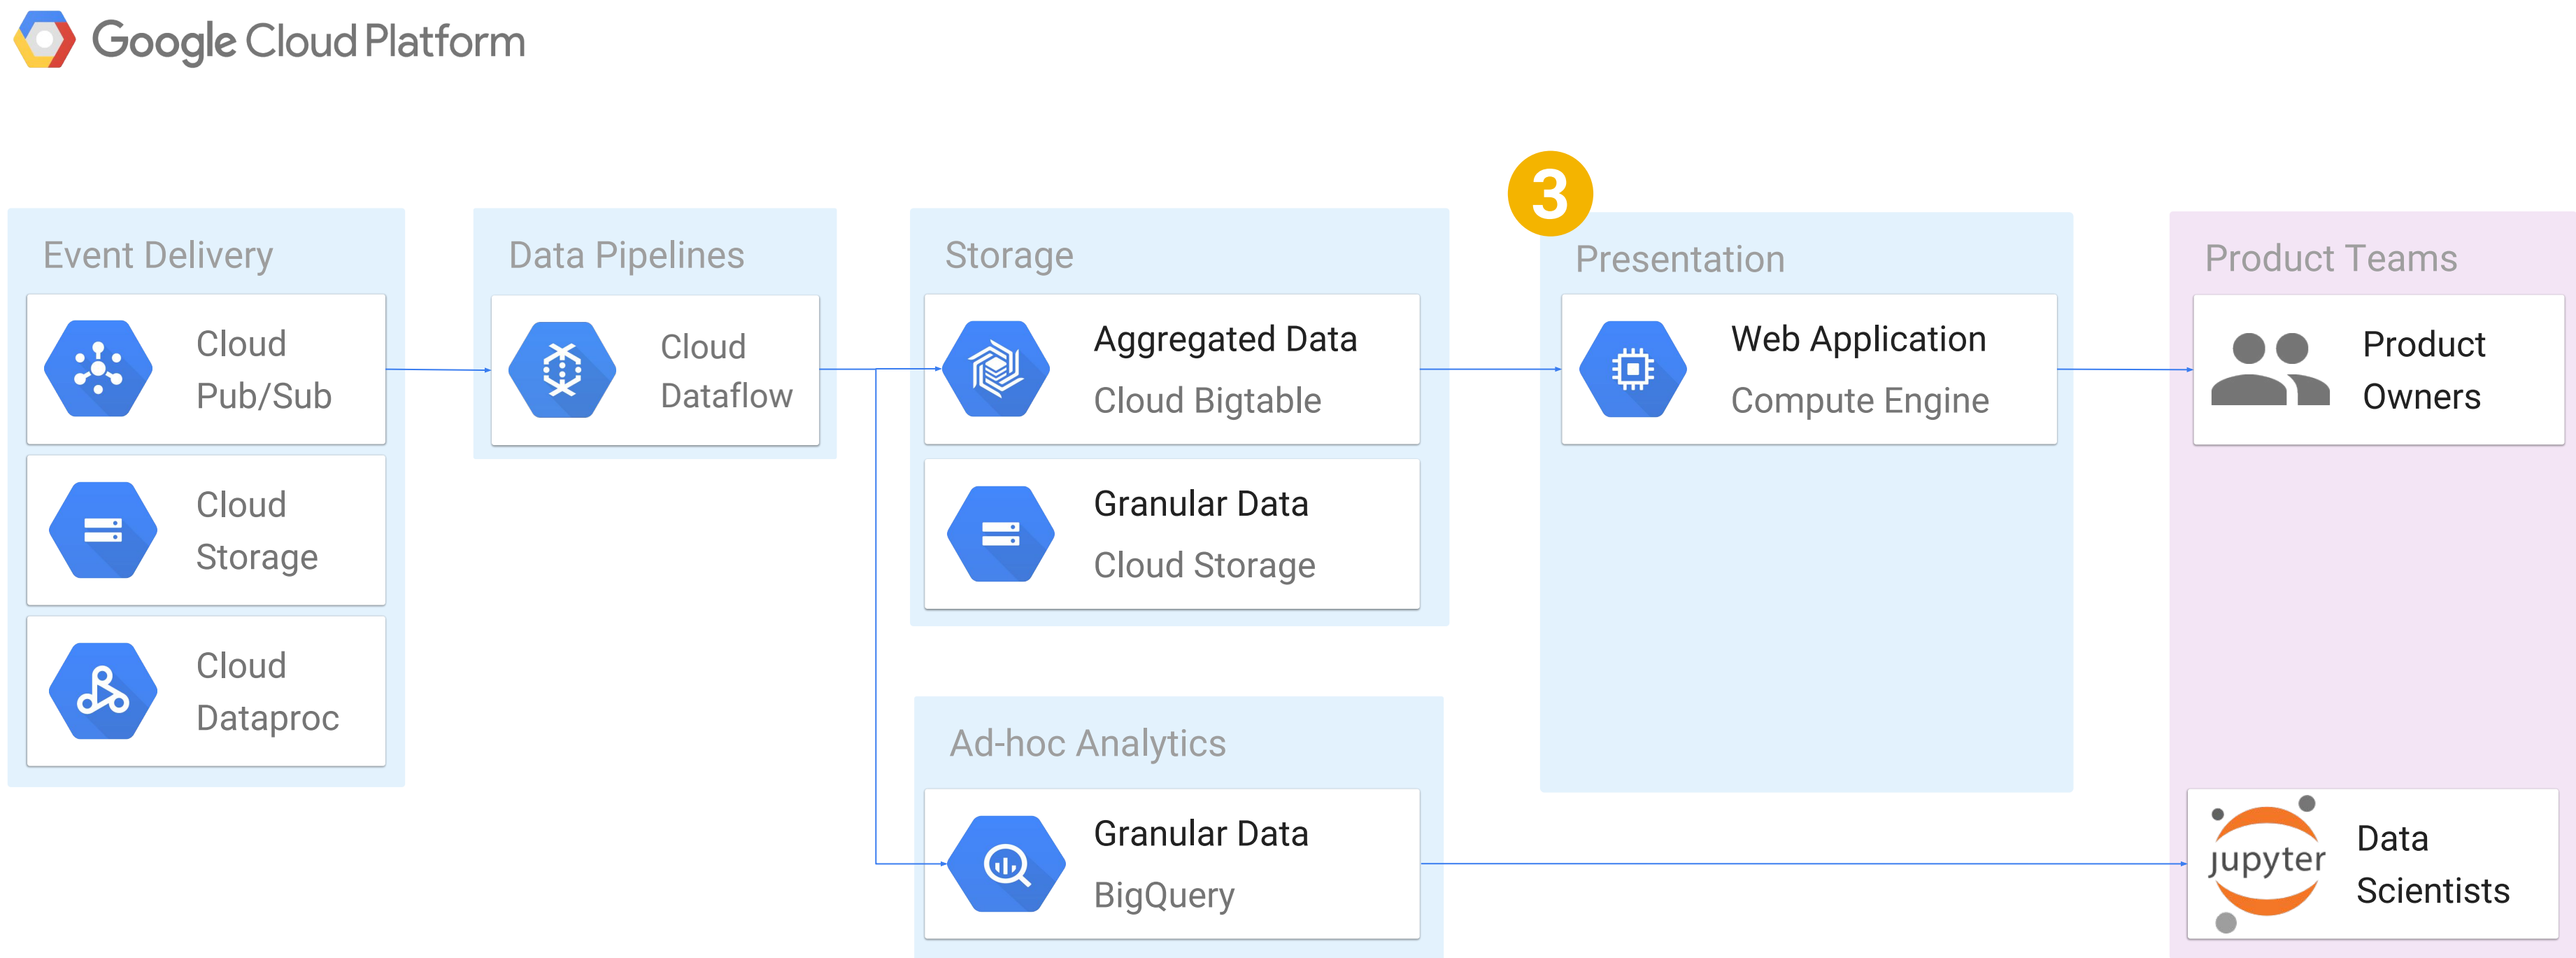 Google Cloud Platform
3
Event Delivery
Cloud
Pub/Sub
Cloud
Storage
Cloud
Dataproc
Data Pipelines
Cloud
Dataflow
Storage
Aggregated Data
Cloud Bigtable
Granular Data
Cloud Storage
Ad-hoc Analytics
Granular Data
BigQuery
Presentation
Web Application
Compute Engine
Product Teams
Product
Owners
jupyter
Data
Scientists